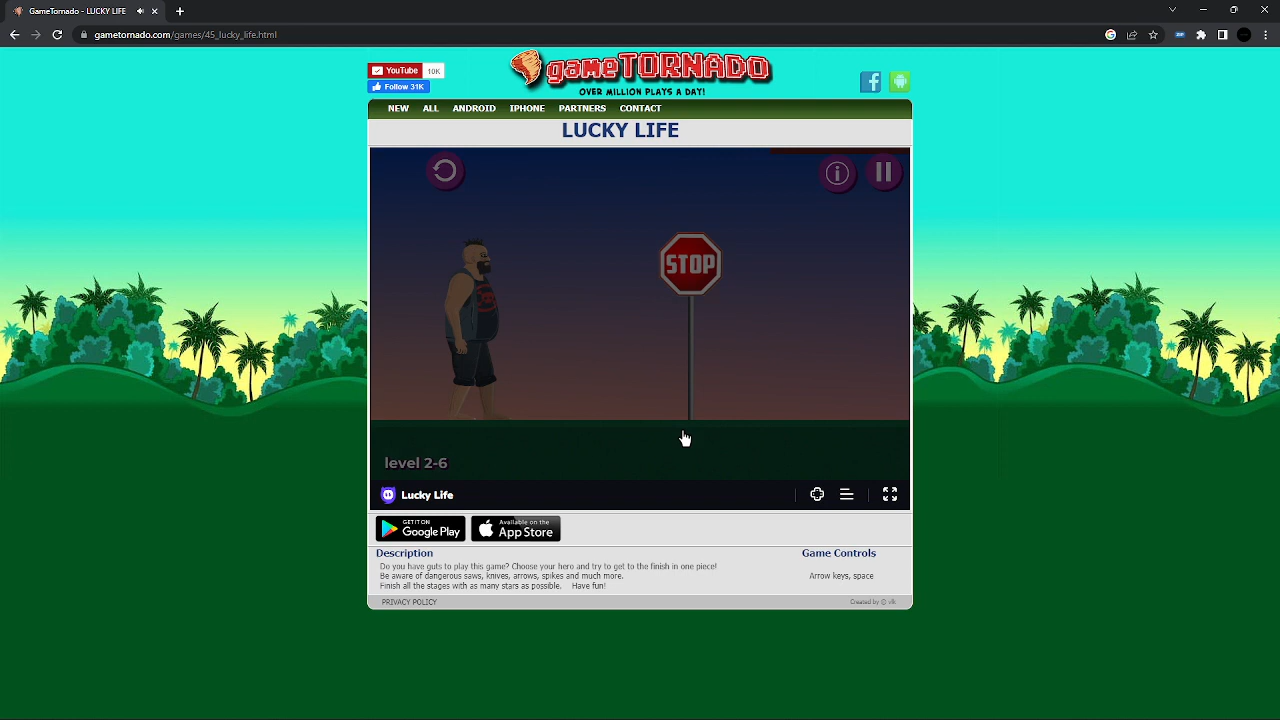 GameTornado - LUCKY LIFE
gametornado.com/games/45_lucky_life.html
YouTube 10K
Follow 31K
gameTORNADO
OVER MILLION PLAYS A DAY!
NEW ALL ANDROID IPHONE PARTNERS CONTACT
LUCKY LIFE
STOP
level 2-6
Lucky Life
GET IT ON
Google Play
Available on the
App Store
Description
Game Controls
Do you have guts to play this game? Choose your hero and try to get to the finish in one piece!
Be aware of dangerous saws, knives, arrows, spikes and much more.
Arrow keys, space
Finish all the stages with as many stars as possible. Have fun!
PRIVACY POLICY
Created by © vlk